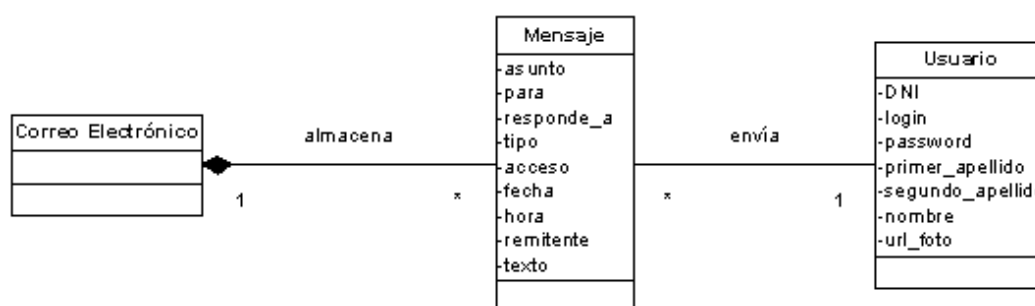 Correo Electrónico
almacena
1
*
Mensaje
-asunto
-para
-responde_a
-tipo
-acceso
-fecha
-hora
-remitente
-texto
envía
*
1
Usuario
-DNI
-login
-password
-primer_apellido
-segundo_apellid
-nombre
-url_foto